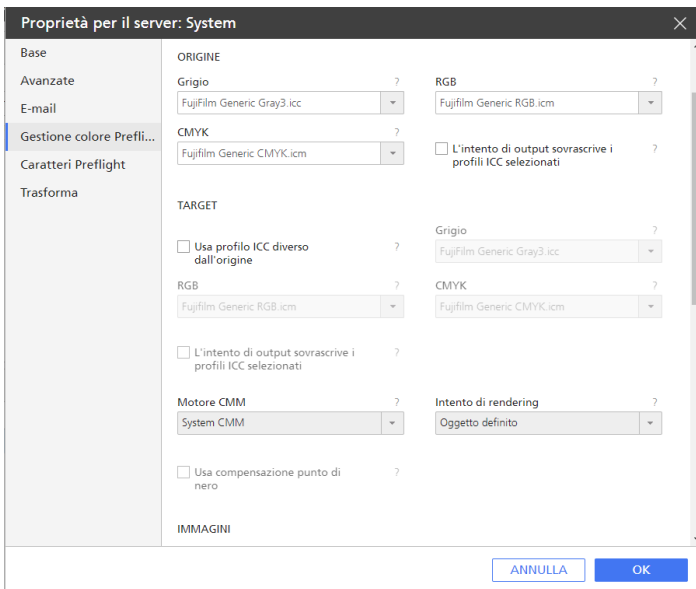 Proprietà per il server: System
Base
Avanzate
E-mail
Gestione colore Prefli...
Caratteri Preflight
Trasforma
ORIGINE
Grigio ?
FujiFilm Generic Gray3.icc
RGB ?
Fujifilm Generic RGB.icm
CMYK ?
Fujifilm Generic CMYK.icm
L'intento di output sovrascrive i ?
profili ICC selezionati
TARGET
Usa profilo ICC diverso ?
dall'origine
Grigio ?
FujiFilm Generic Gray3.icc
RGB ?
Fujifilm Generic RGB.icm
CMYK ?
Fujifilm Generic CMYK.icm
L'intento di output sovrascrive i ?
profili ICC selezionati
Motore CMM ?
System CMM
Intento di rendering ?
Oggetto definito
Usa compensazione punto di ?
nero
IMMAGINI
ANNULLA
OK